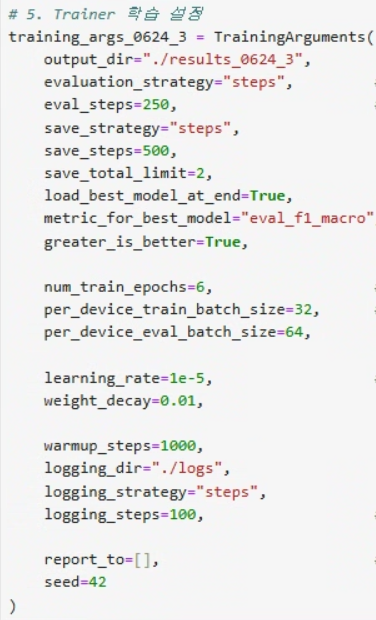 # 5. Trainer 학습 설정
training_args_0624_3 = TrainingArguments(
    output_dir="./results_0624_3",
    evaluation_strategy="steps",
    eval_steps=250,
    save_strategy="steps",
    save_steps=500,
    save_total_limit=2,
    load_best_model_at_end=True,
    metric_for_best_model="eval_f1_macro"
    greater_is_better=True,

    num_train_epochs=6,
    per_device_train_batch_size=32,
    per_device_eval_batch_size=64,

    learning_rate=1e-5,
    weight_decay=0.01,

    warmup_steps=1000,
    logging_dir="./logs",
    logging_strategy="steps",
    logging_steps=100,

    report_to=[],
    seed=42
)